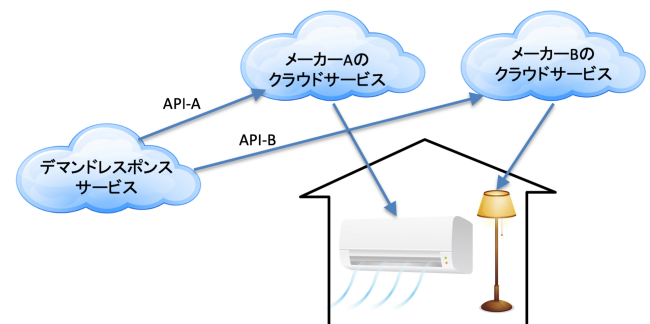 メーカーAの
クラウドサービス
メーカーBの
クラウドサービス
API-A
API-B
デマンドレスポンス
サービス